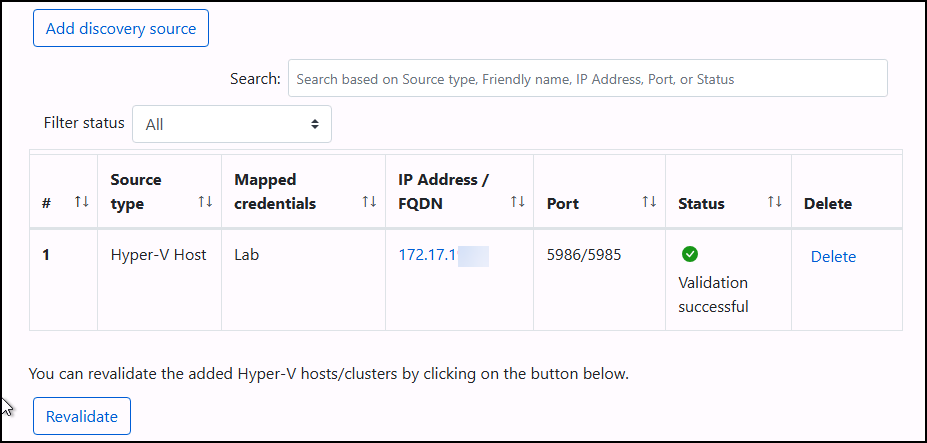 Add discovery source
Search: Search based on Source type, Friendly name, IP Address, Port, or Status
Filter status All
# Source type Mapped credentials IP Address / FQDN Port Status Delete
1 Hyper-V Host Lab 172.17.1 5986/5985 Validation successful Delete
You can revalidate the added Hyper-V hosts/clusters by clicking on the button below.
Revalidate